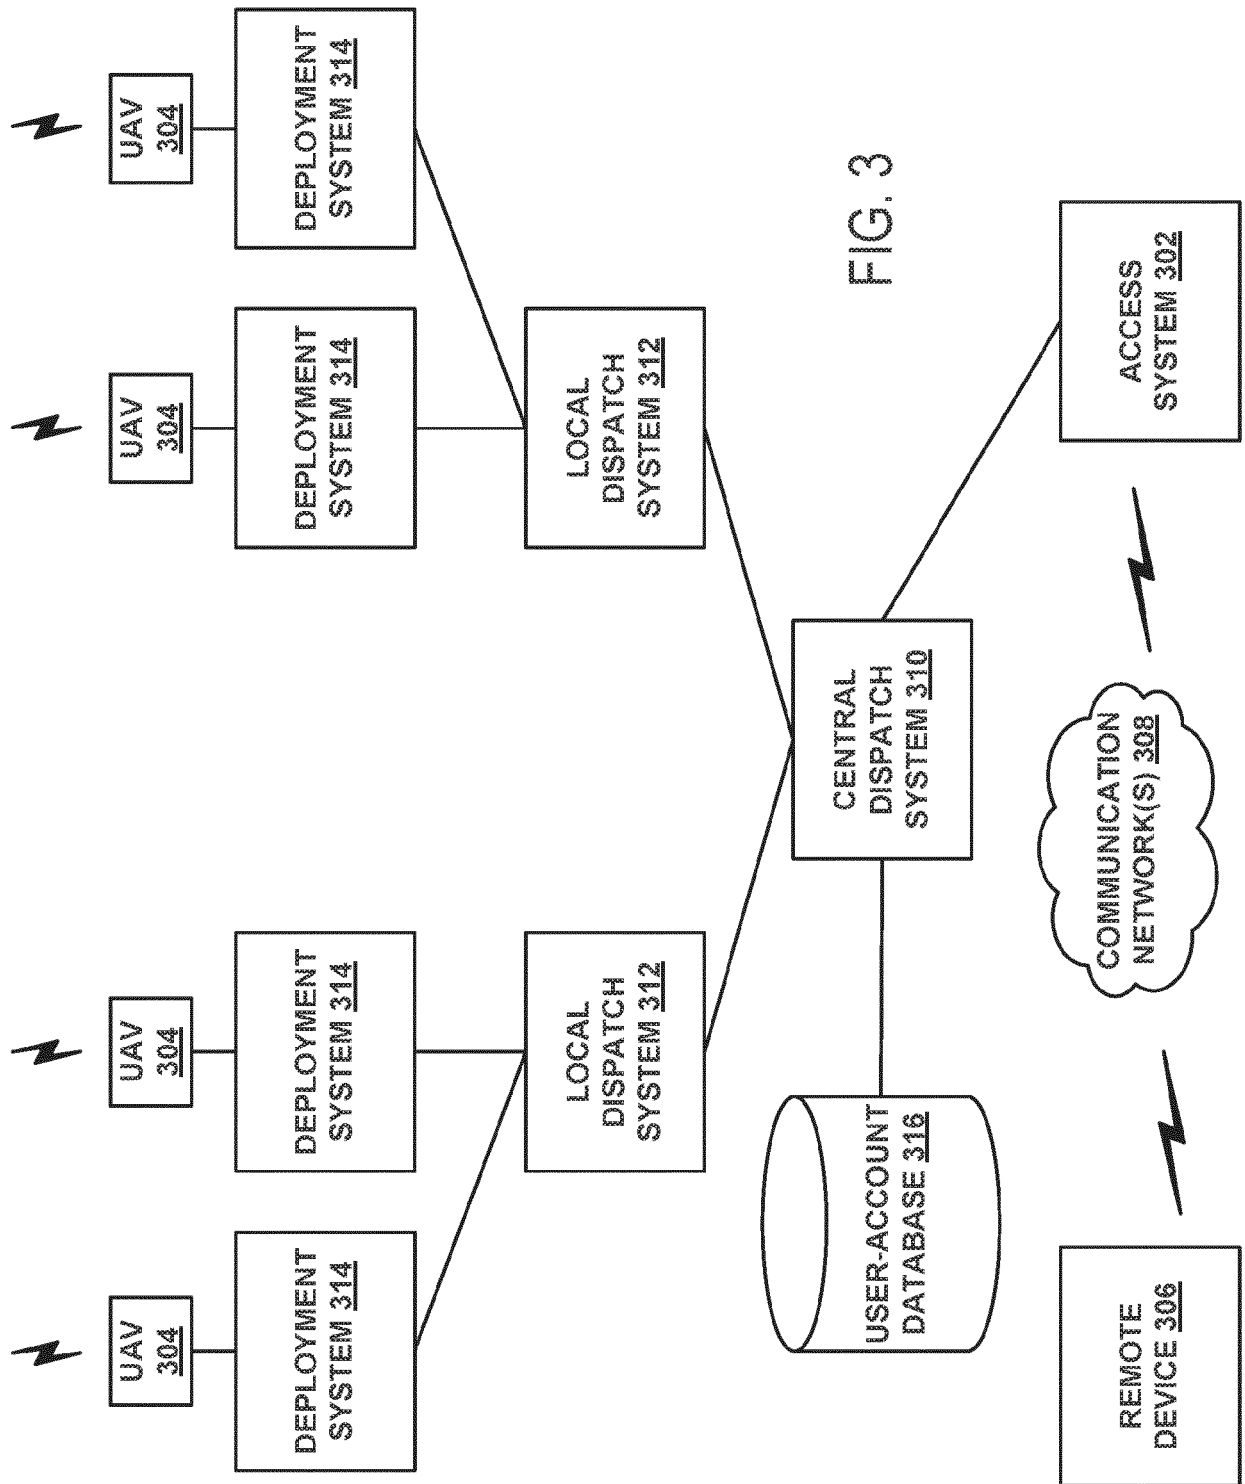 UAV
304
UAV
304
UAV
304
UAV
304
DEPLOYMENT
SYSTEM 314
DEPLOYMENT
SYSTEM 314
DEPLOYMENT
SYSTEM 314
DEPLOYMENT
SYSTEM 314
LOCAL
DISPATCH
SYSTEM 312
LOCAL
DISPATCH
SYSTEM 312
USER-ACCOUNT
DATABASE 316
CENTRAL
DISPATCH
SYSTEM 310
FIG. 3
REMOTE
DEVICE 306
COMMUNICATION
NETWORK(S) 308
ACCESS
SYSTEM 302